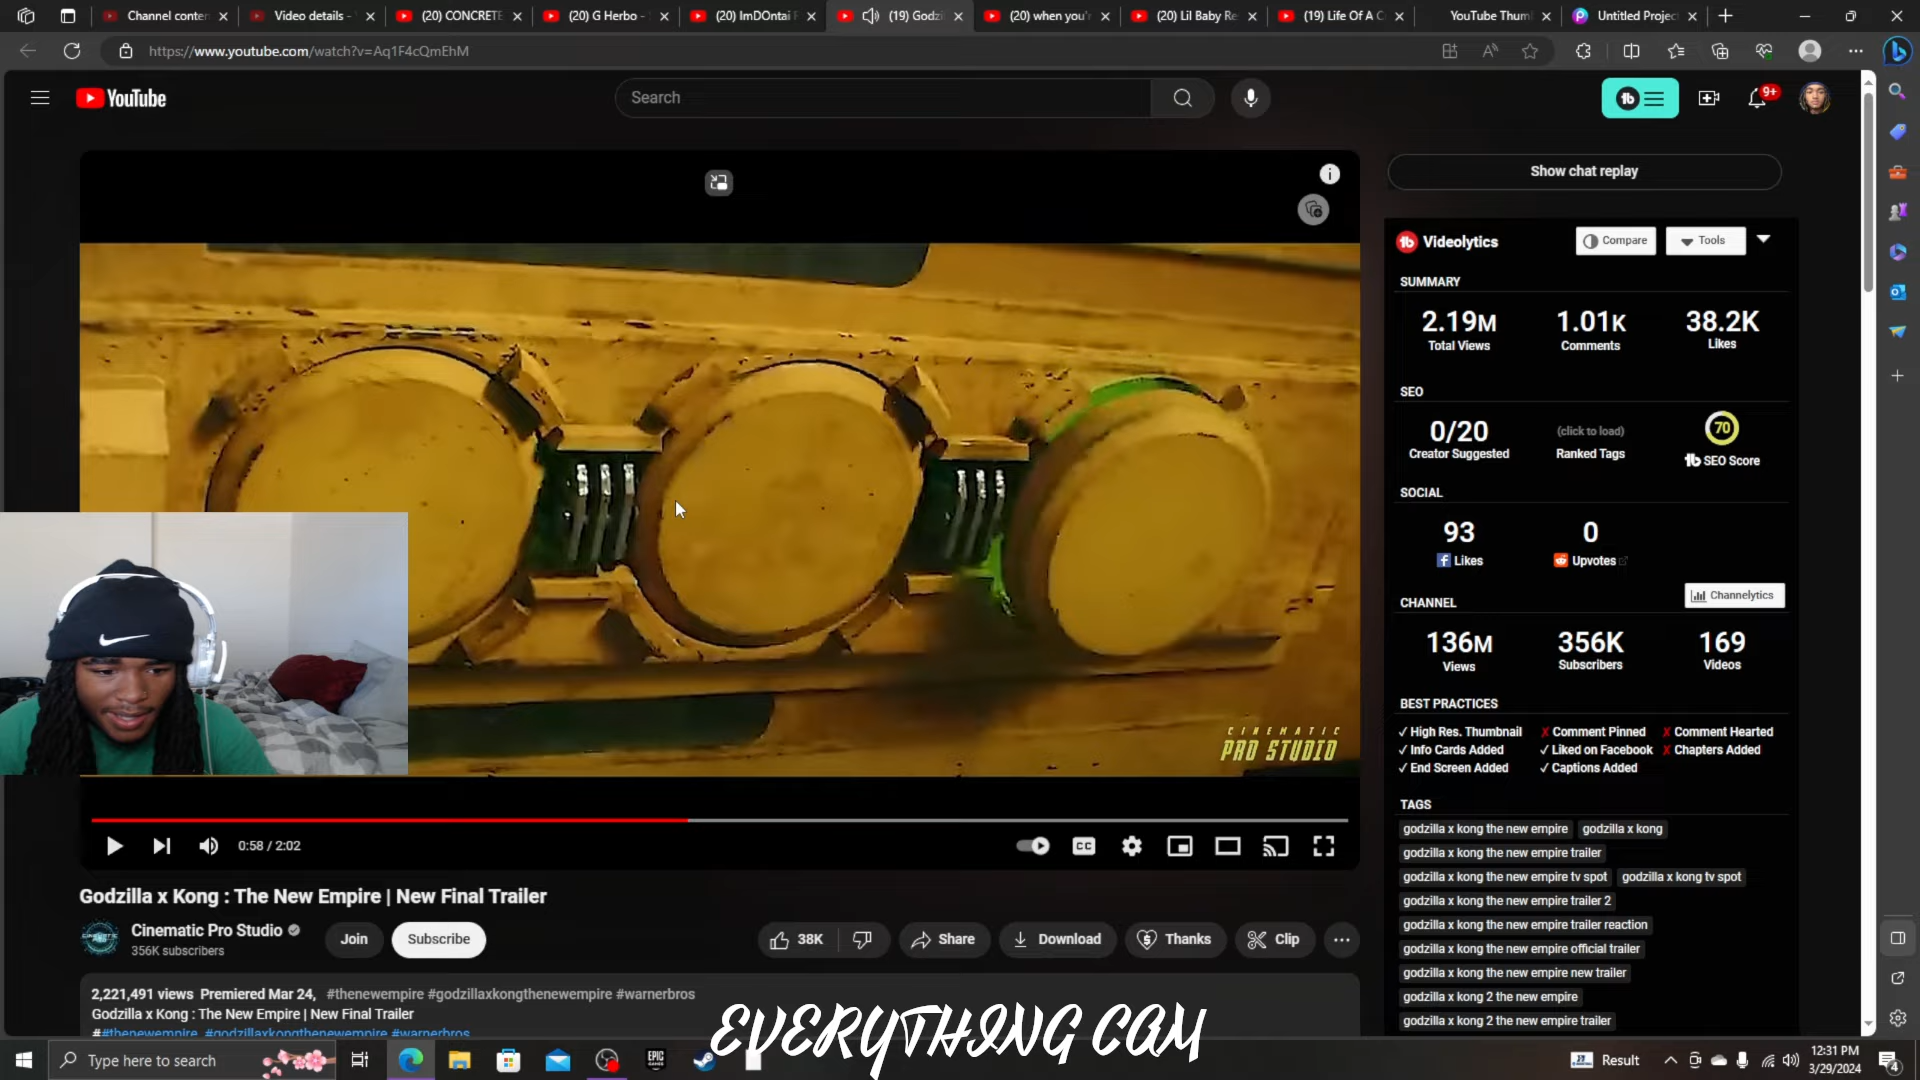 Channel conten
Video details -
(20) CONCRETE
(20) G Herbo -
(20) ImDOntai
(19) Godzi
(20) when you'r
(20) Lil Baby Re
(19) Life Of A C
YouTube Thum
Untitled Projec
https://www.youtube.com/watch?v=Aq1F4cQmEhM
YouTube
Search
9+
Show chat replay
Videolytics
Compare
Tools
SUMMARY
2.19M 1.01K 38.2K
Total Views Comments Likes
SEO
0/20 (click to load) 70
Creator Suggested Ranked Tags SEO Score
SOCIAL
93 0
Likes Upvotes
CHANNEL Channelytics
136M 356K 169
Views Subscribers Videos
BEST PRACTICES
✓ High Res. Thumbnail ✗ Comment Pinned ✗ Comment Hearted
✓ Info Cards Added ✓ Liked on Facebook ✗ Chapters Added
✓ End Screen Added ✓ Captions Added
TAGS
godzilla x kong the new empire godzilla x kong
godzilla x kong the new empire trailer
godzilla x kong the new empire tv spot godzilla x kong tv spot
godzilla x kong the new empire trailer 2
godzilla x kong the new empire trailer reaction
godzilla x kong the new empire official trailer
godzilla x kong the new empire new trailer
godzilla x kong 2 the new empire
godzilla x kong 2 the new empire trailer
CINEMATIC
PRO STUDIO
0:58 / 2:02
CC
Godzilla x Kong : The New Empire | New Final Trailer
Cinematic Pro Studio
356K subscribers
Join
Subscribe
38K
Share
Download
Thanks
Clip
2,221,491 views Premiered Mar 24, #thenewempire #godzillaxkongthenewempire #warnerbros
Godzilla x Kong : The New Empire | New Final Trailer
##thenewempire #godzillaxkongthenewempire #warnerbros
EVERYTHING CAM
Type here to search
EPIC
Result
12:31 PM
3/29/2024
4